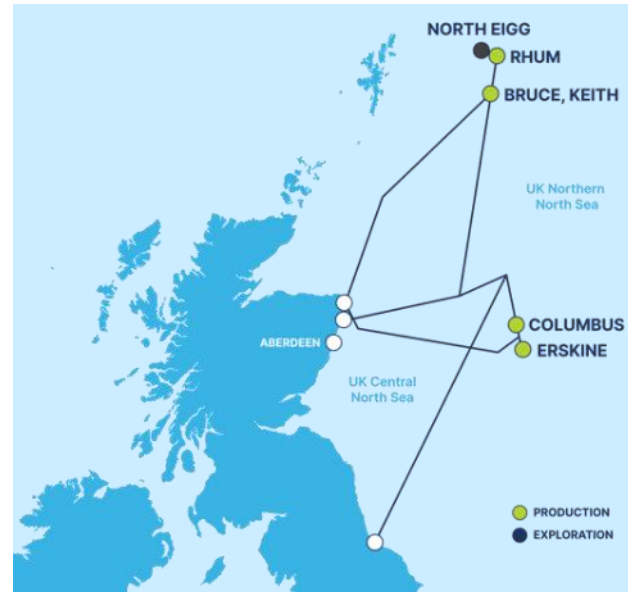 NORTH EIGG
RHUM
BRUCE, KEITH
UK Northern
North Sea
COLUMBUS
ERSKINE
ABERDEEN
UK Central
North Sea
PRODUCTION
EXPLORATION